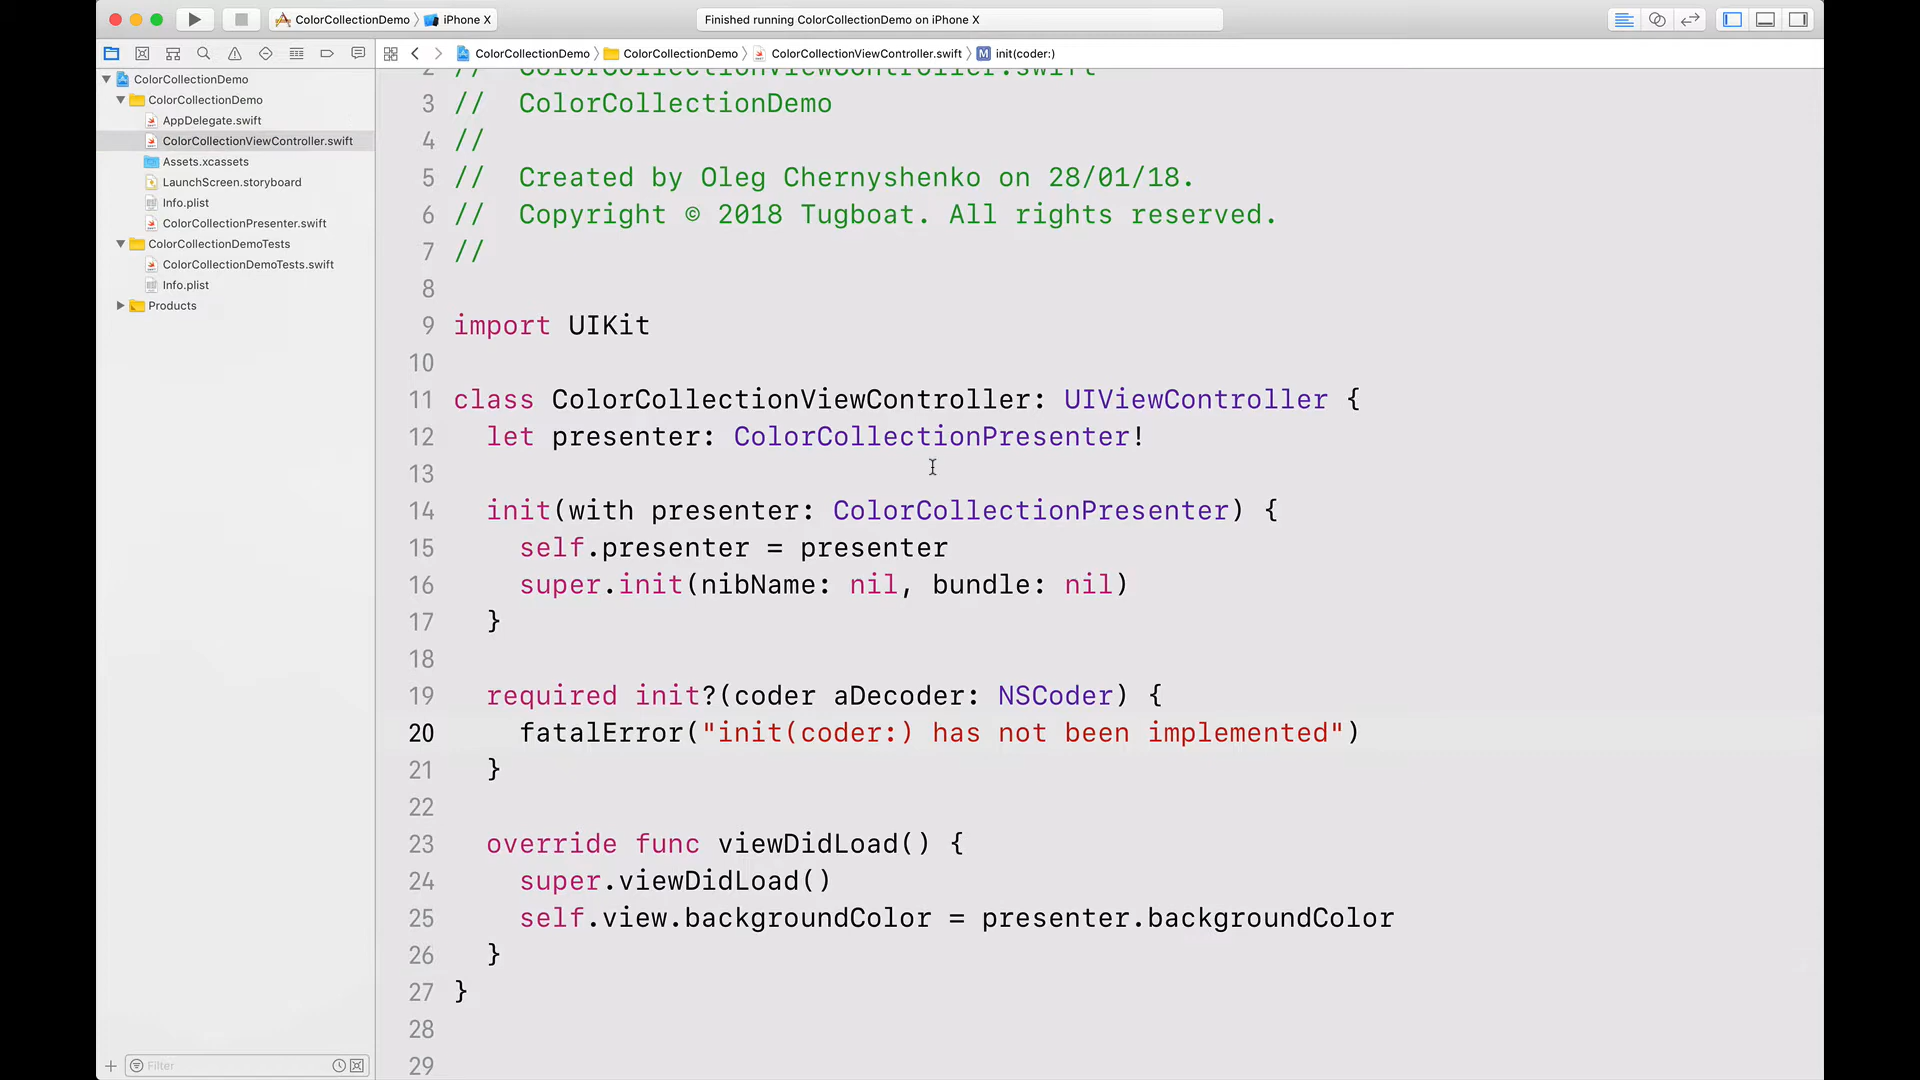 ColorCollectionDemo
iPhone X
Finished running ColorCollectionDemo on iPhone X
ColorCollectionDemo
ColorCollectionDemo
ColorCollectionViewController.swift
M
init(coder:)
ColorCollectionDemo
ColorCollectionDemo
AppDelegate.swift
ColorCollectionViewController.swift
Assets.xcassets
LaunchScreen.storyboard
Info.plist
ColorCollectionPresenter.swift
ColorCollectionDemoTests
ColorCollectionDemoTests.swift
Info.plist
Products
Filter
2 // ColorCollectionViewController.swift
3 // ColorCollectionDemo
4 //
5 // Created by Oleg Chernyshenko on 28/01/18.
6 // Copyright © 2018 Tugboat. All rights reserved.
7 //
8
9 import UIKit
10
11 class ColorCollectionViewController: UIViewController {
12 let presenter: ColorCollectionPresenter!
13
14 init(with presenter: ColorCollectionPresenter) {
15 self.presenter = presenter
16 super.init(nibName: nil, bundle: nil)
17 }
18
19 required init?(coder aDecoder: NSCoder) {
20 fatalError("init(coder:) has not been implemented")
21 }
22
23 override func viewDidLoad() {
24 super.viewDidLoad()
25 self.view.backgroundColor = presenter.backgroundColor
26 }
27 }
28
29